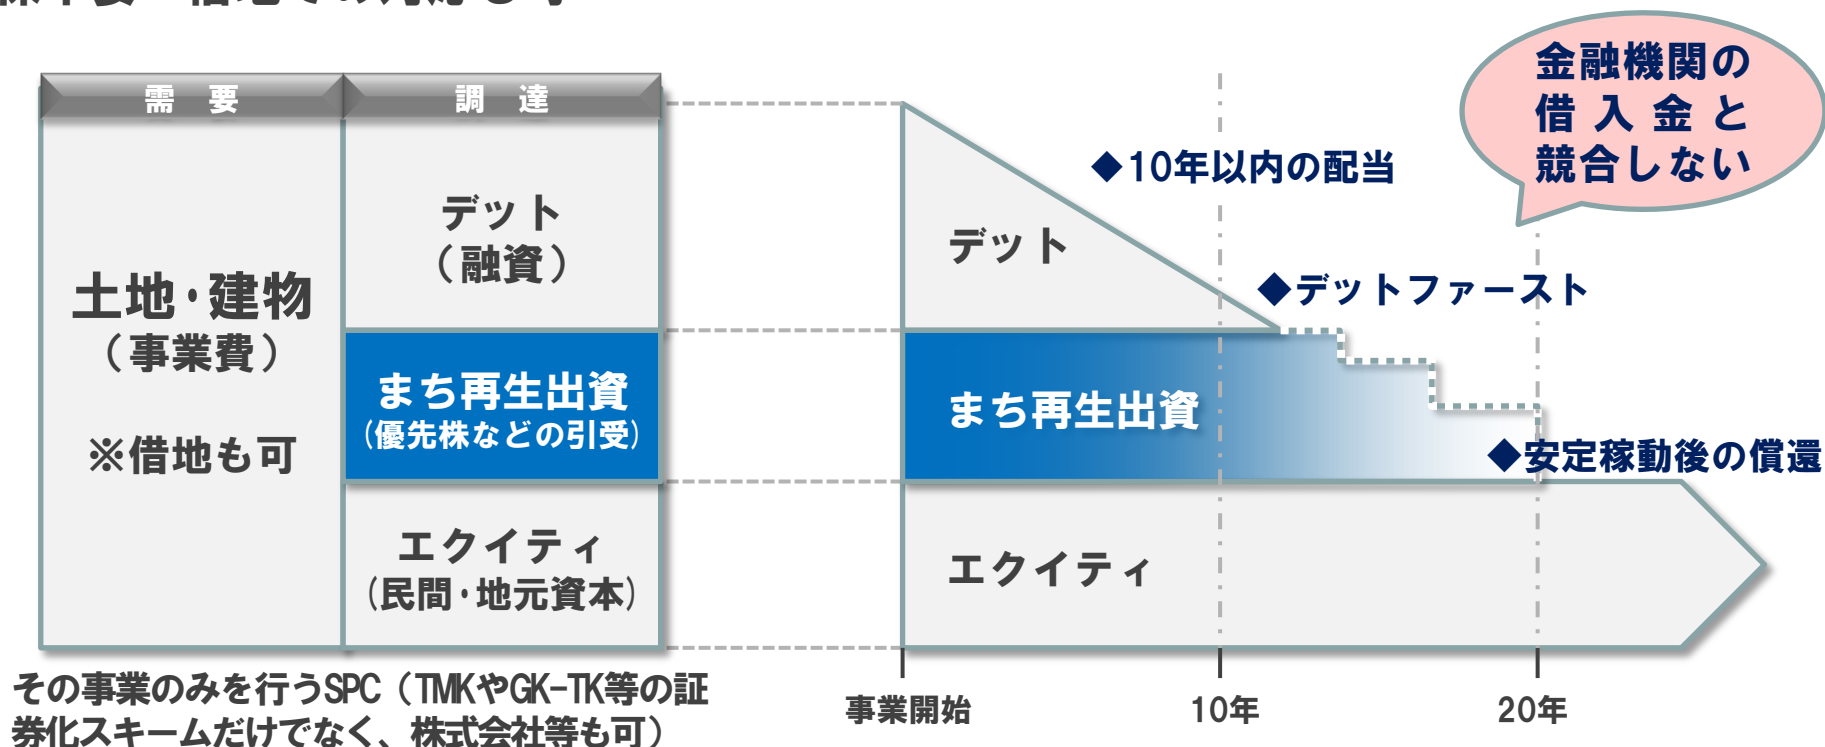 需 要
調 達
土地・建物
（事業費）
※借地も可
デット
（融資）
まち再生出資
(優先株などの引受)
エクイティ
(民間・地元資本)
その事業のみを行うSPC（TMKやGK-TK等の証
券化スキームだけでなく、株式会社等も可）
金融機関の
借入金と
競合しない
◆10年以内の配当
デット
◆デットファースト
まち再生出資
◆安定稼動後の償還
エクイティ
事業開始
10年
20年